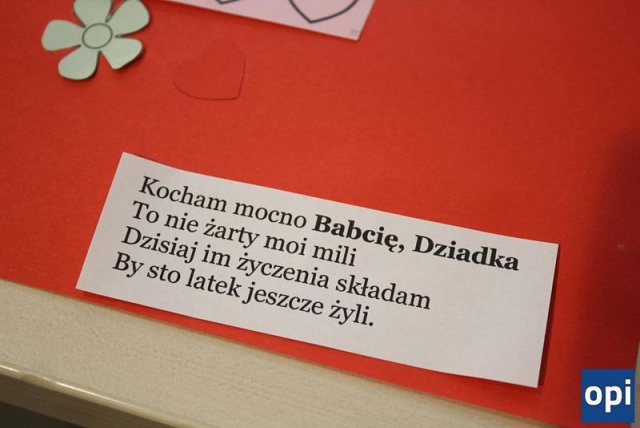 Kocham mocno Babcię, Dziadka
To nie żarty moi mili
Dzisiaj im życzenia składam
By sto latek jeszcze żyli.
opi